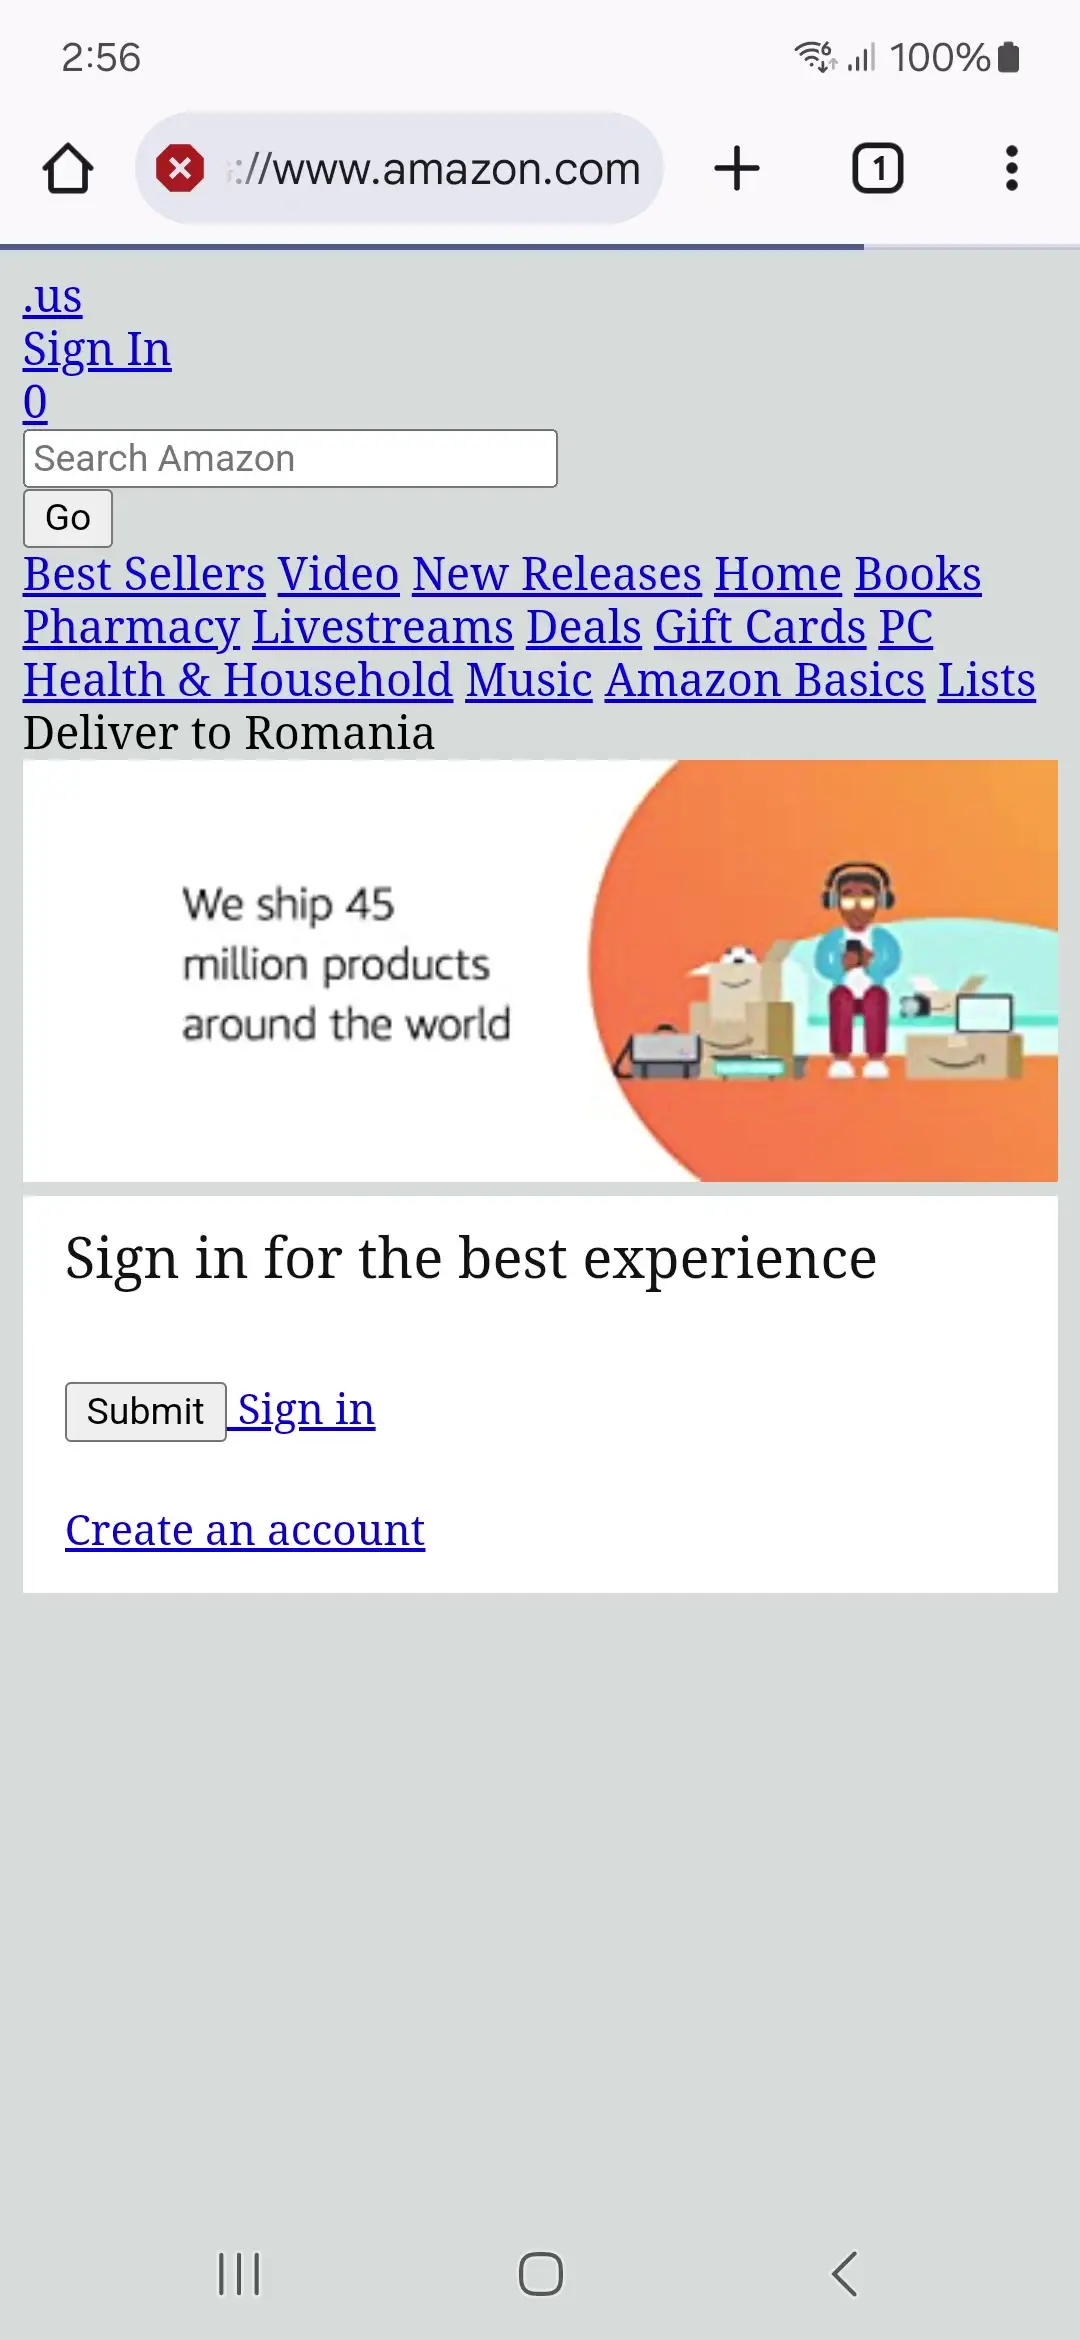 2:56
6 100%
://www.amazon.com
1
.us
Sign In
0
Search Amazon
Go
Best Sellers Video New Releases Home Books
Pharmacy Livestreams Deals Gift Cards PC
Health & Household Music Amazon Basics Lists
Deliver to Romania
We ship 45
million products
around the world
Sign in for the best experience
Submit Sign in
Create an account